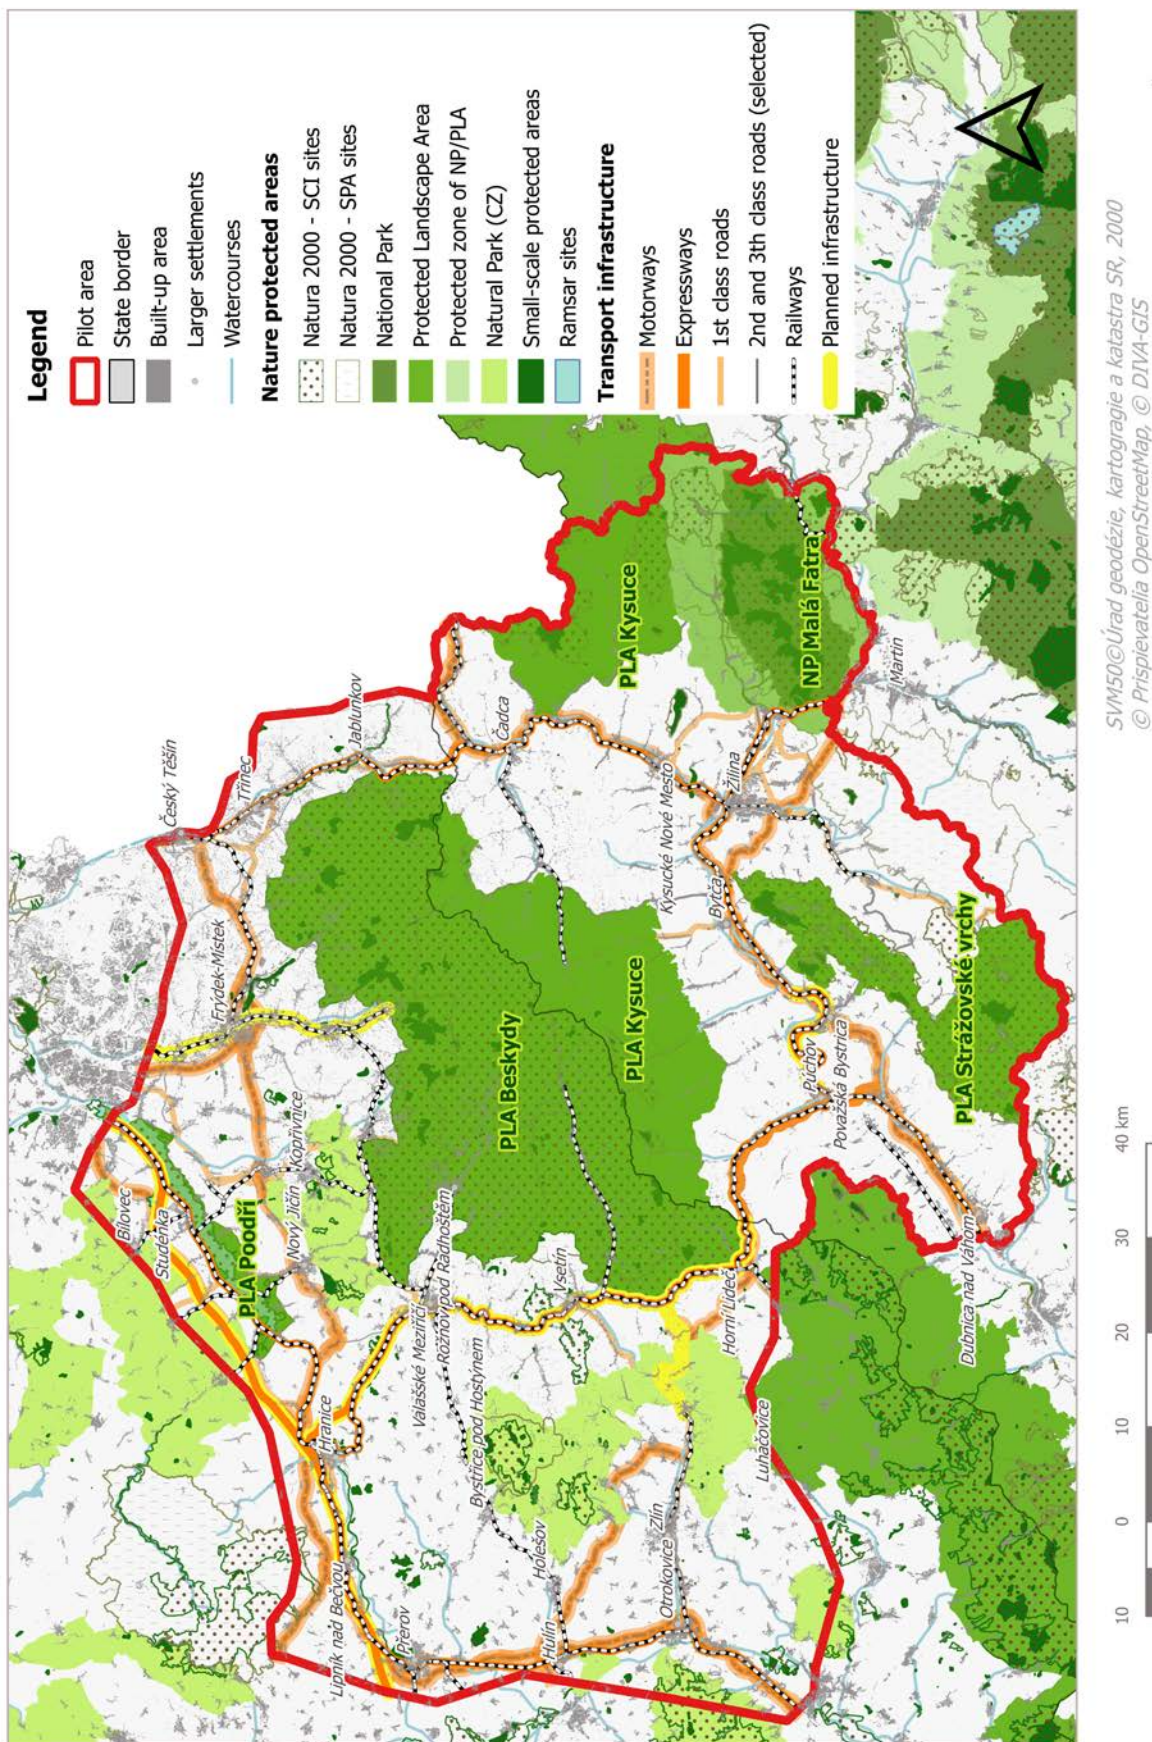 Legend
Pilot area
State border
Built-up area
Larger settlements
Watercourses
Nature protected areas
Natura 2000 - SCI sites
Natura 2000 - SPA sites
National Park
Protected Landscape Area
Protected zone of NP/PLA
Natural Park (CZ)
Small-scale protected areas
Ramsar sites
Transport infrastructure
Motorways
Expressways
1st class roads
2nd and 3th class roads (selected)
Railways
Planned infrastructure
Český Těšín
Třinec
Jablunkov
Frýdek-Místek
Bílovec
Studénka
Kopřivnice
Nový Jičín
PLA Poodří
Čadca
PLA Kysuce
PLA Beskydy
PLA Kysuce
Kysucké Nové Mesto
Žilina
Bytča
NP Malá Fatra
Martin
Hranice
Lipník nad Bečvou
Přerov
Valašské Meziříčí
Rožnov pod Radhoštěm
Bystřice pod Hostýnem
Vsetín
Holešov
Hulín
Zlín
Otrokovice
Horní Lideč
Luhačovice
Púchov
Považská Bystrica
PLA Strážovské vrchy
Dubnica nad Váhom
10
0
10
20
30
40 km
SVM50©Úrad geodézie, kartogragie a katastra SR, 2000
© Prispievatelia OpenStreetMap, © DIVA-GIS